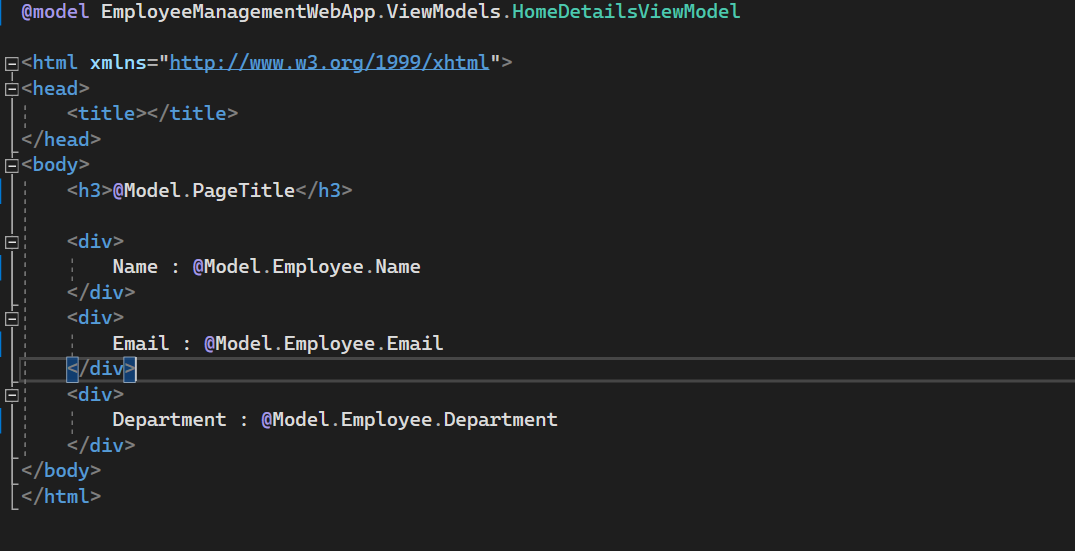 @model EmployeeManagementWebApp.ViewModels.HomeDetailsViewModel
<html xmlns="http://www.w3.org/1999/xhtml">
<head>
<title></title>
</head>
<body>
<h3>@Model.PageTitle</h3>
<div>
Name : @Model.Employee.Name
</div>
<div>
Email : @Model.Employee.Email
</div>
<div>
Department : @Model.Employee.Department
</div>
</body>
</html>